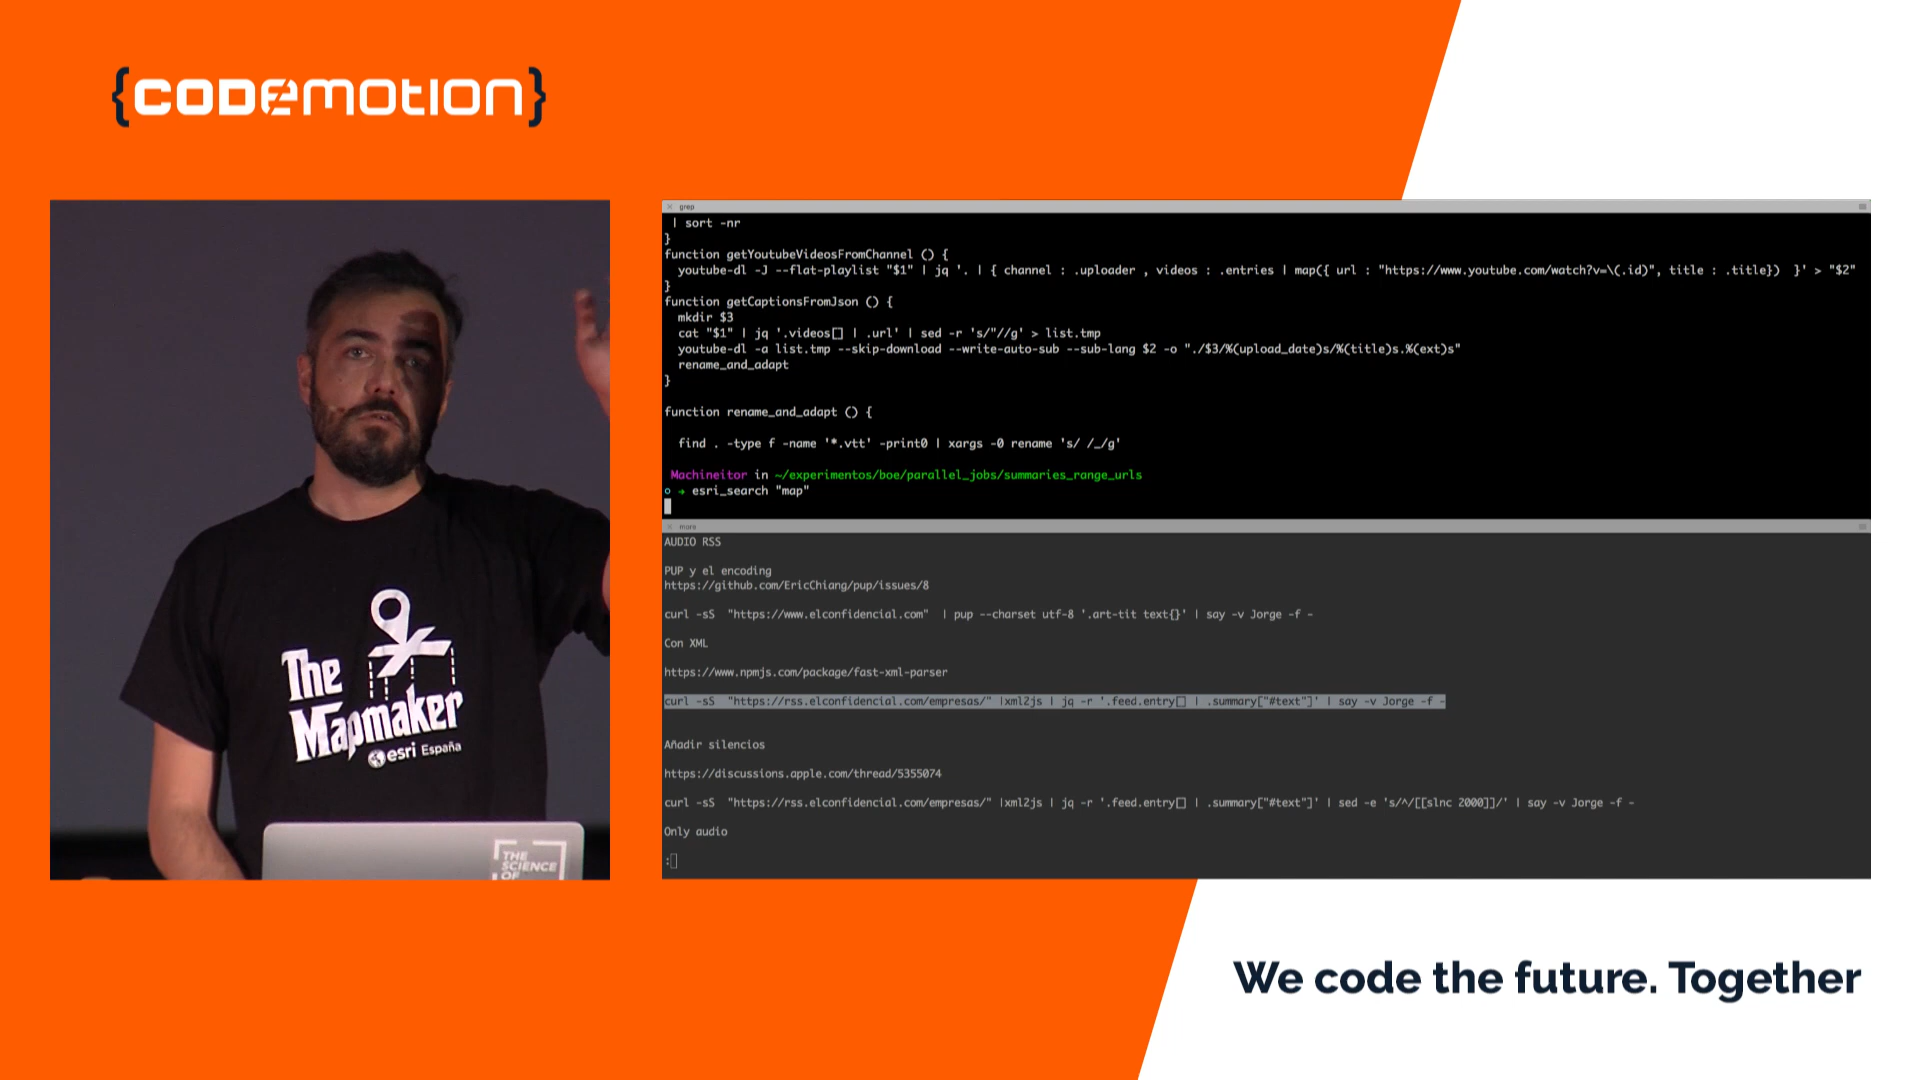 {CODEMOTION}
The
Mapmaker
esri España
THE
SCIENCE
OF
grep
| sort -nr
}
function getYoutubeVideosFromChannel () {
youtube-dl -J --flat-playlist "$1" | jq '. | { channel : .uploader , videos : .entries | map({ url : "https://www.youtube.com/watch?v=\(.id)", title : .title}) }' > "$2"
}
function getCaptionsFromJson () {
mkdir $3
cat "$1" | jq '.videos[] | .url' | sed -r 's/"//g' > list.tmp
youtube-dl -a list.tmp --skip-download --write-auto-sub --sub-lang $2 -o "./$3/%(upload_date)s/%(title)s.%(ext)s"
rename_and_adapt
}
function rename_and_adapt () {
find . -type f -name '*.vtt' -print0 | xargs -0 rename 's/ /_/g'
Machineitor in ~/experimentos/boe/parallel_jobs/summaries_range_urls
○ → esri_search "map"
more
AUDIO RSS
PUP y el encoding
https://github.com/EricChiang/pup/issues/8
curl -sS "https://www.elconfidencial.com" | pup --charset utf-8 '.art-tit text{}' | say -v Jorge -f -
Con XML
https://www.npmjs.com/package/fast-xml-parser
curl -sS "https://rss.elconfidencial.com/empresas/" |xml2js | jq -r '.feed.entry[] | .summary["#text"]' | say -v Jorge -f -
Añadir silencios
https://discussions.apple.com/thread/5355074
curl -sS "https://rss.elconfidencial.com/empresas/" |xml2js | jq -r '.feed.entry[] | .summary["#text"]' | sed -e 's/^/[[slnc 2000]]/' | say -v Jorge -f -
Only audio
:
We code the future. Together